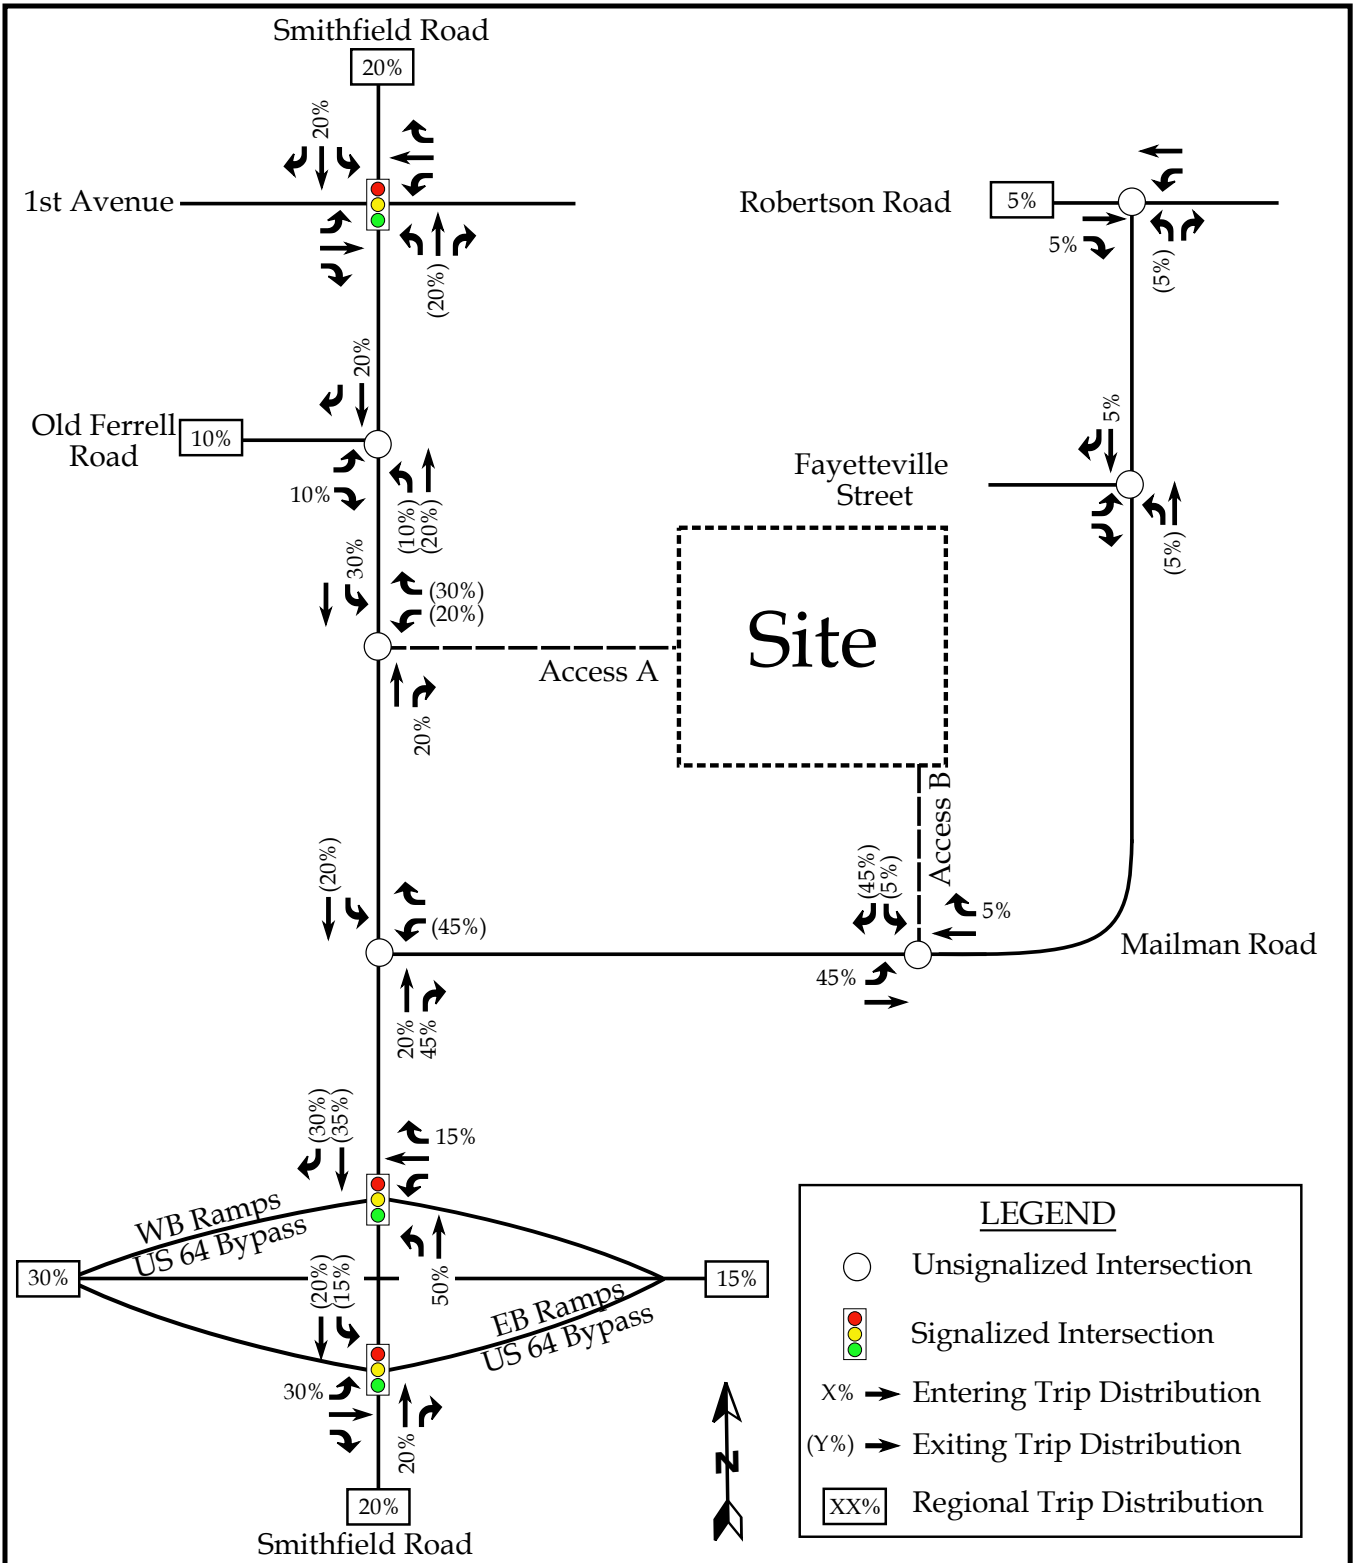 Smithfield Road
20%
20%
1st Avenue
(20%)
Robertson Road
5%
5%
(5%)
20%
Old Ferrell
Road
10%
10%
(10%)
(20%)
Fayetteville
Street
5%
(5%)
30%
(30%)
(20%)
Access A
20%
Site
Access B
(20%)
(45%)
20%
45%
(45%)
(5%)
5%
45%
Mailman Road
(30%)
(35%)
15%
WB Ramps
US 64 Bypass
30%
(20%)
(15%)
50%
15%
EB Ramps
US 64 Bypass
30%
20%
N
20%
Smithfield Road
LEGEND
Unsignalized Intersection
Signalized Intersection
X% Entering Trip Distribution
(Y%) Exiting Trip Distribution
XX% Regional Trip Distribution